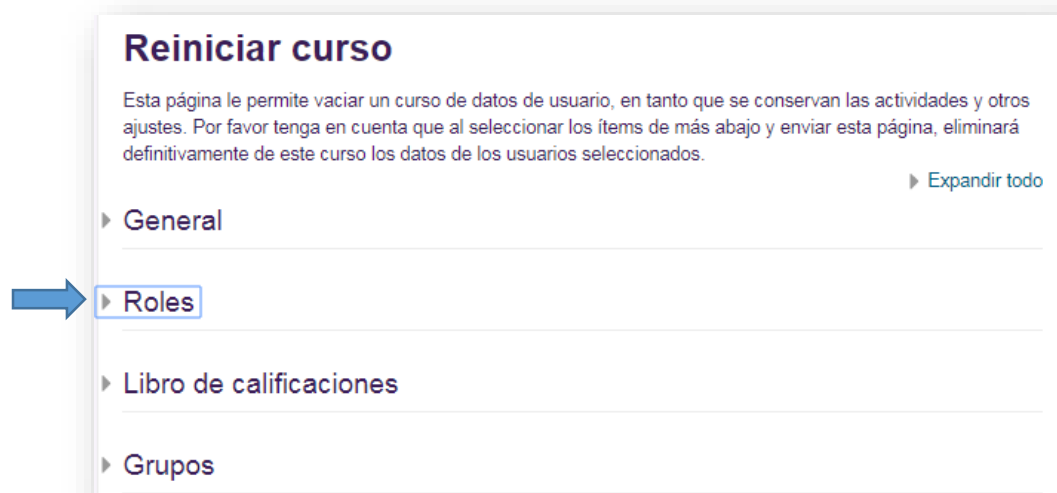 Reiniciar curso
Esta página le permite vaciar un curso de datos de usuario, en tanto que se conservan las actividades y otros
ajustes. Por favor tenga en cuenta que al seleccionar los ítems de más abajo y enviar esta página, eliminará
definitivamente de este curso los datos de los usuarios seleccionados.
Expandir todo
General
Roles
Libro de calificaciones
Grupos